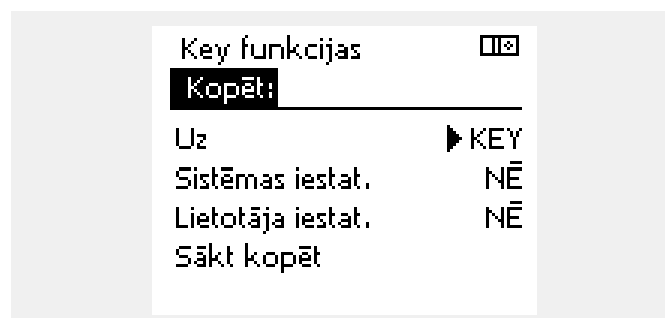 Key funkcijas
Kopēt:
Uz KEY
Sistēmas iestat. NĒ
Lietotāja iestat. NĒ
Sākt kopēt